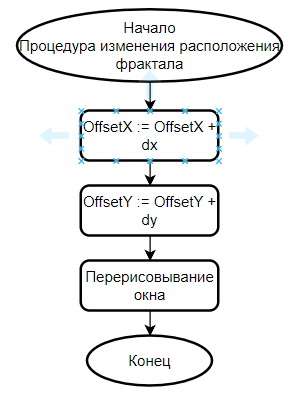 Начало
Процедура изменения расположения
фрактала
OffsetX := OffsetX +
dx
OffsetY := OffsetY +
dy
Перерисовывание
окна
Конец